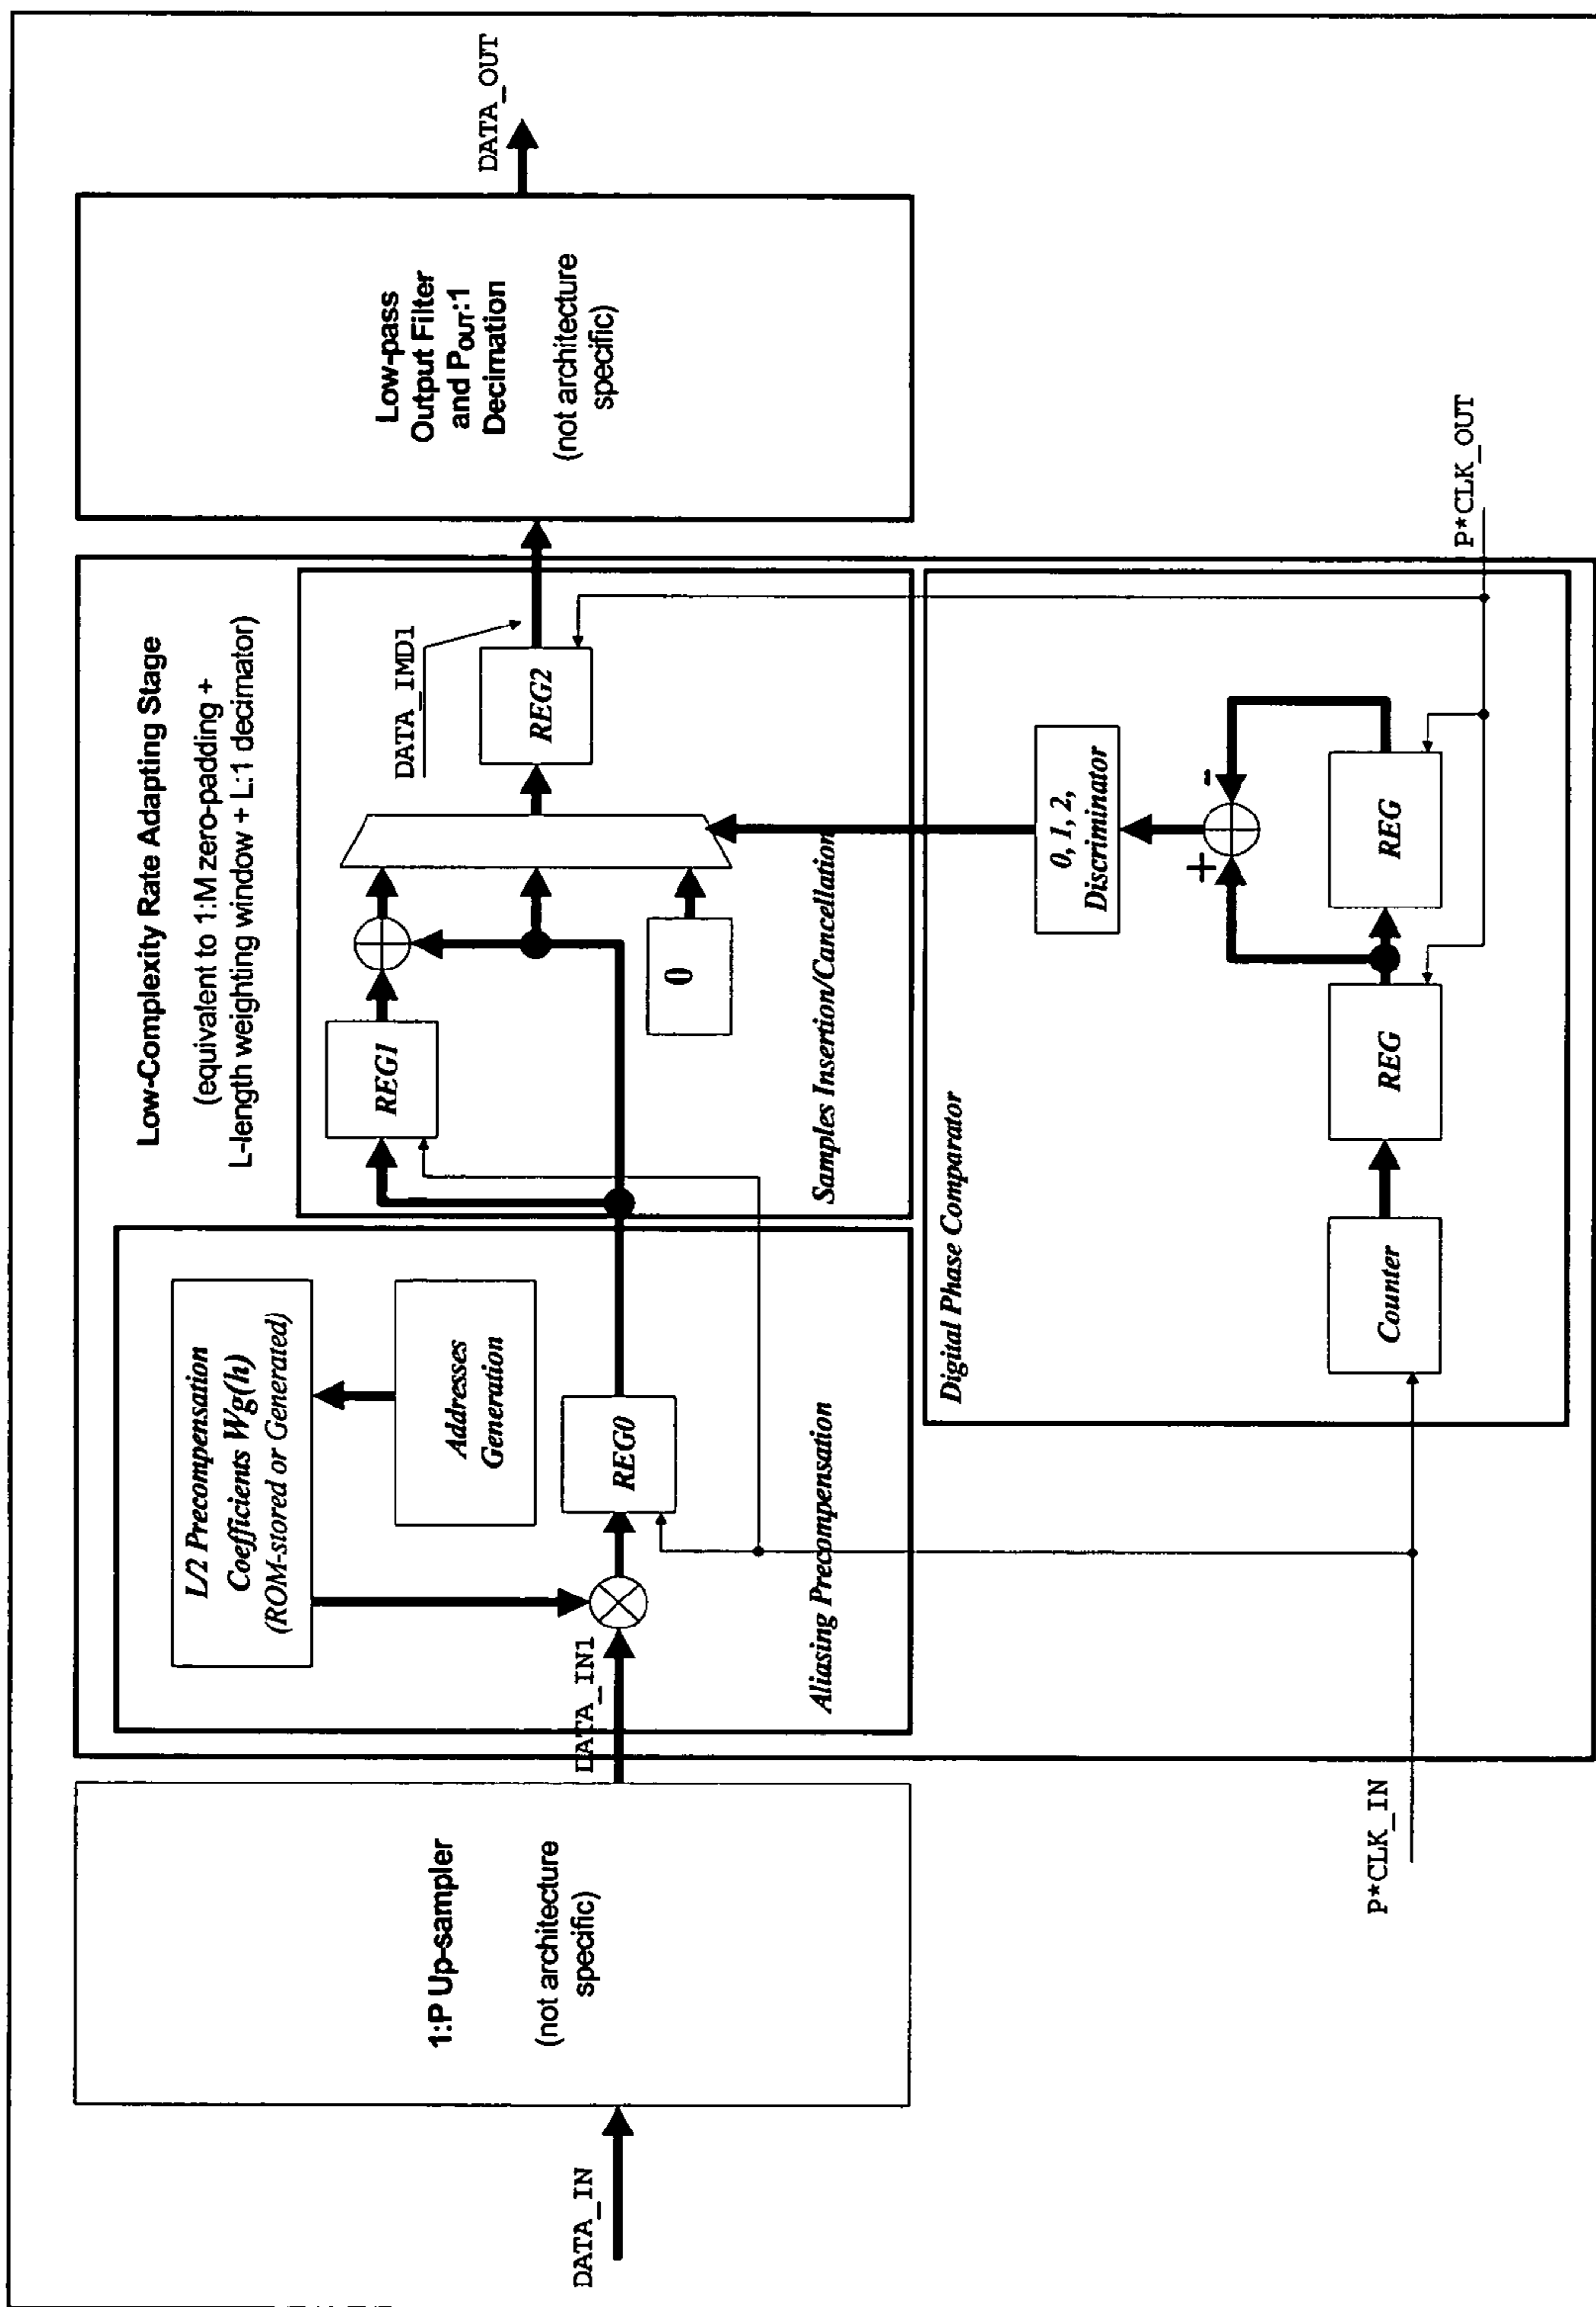 DATA_IN
1:P Up-sampler
(not architecture
specific)
P*CLK_IN
Low-Complexity Rate Adapting Stage
(equivalent to 1:M zero-padding +
L-length weighting window + L:1 decimator)
DATA_IN1
L/2 Precompensation
Coefficients Wg(h)
(ROM-stored or Generated)
Addresses
Generation
REG0
Aliasing Precompensation
REG1
0
DATA_IMD1
REG2
Samples Insertion/Cancellation
Digital Phase Comparator
Counter
REG
REG
+
-
0, 1, 2,
Discriminator
P*CLK_OUT
Low-pass
Output Filter
and POUT:1
Decimation
(not architecture
specific)
DATA_OUT